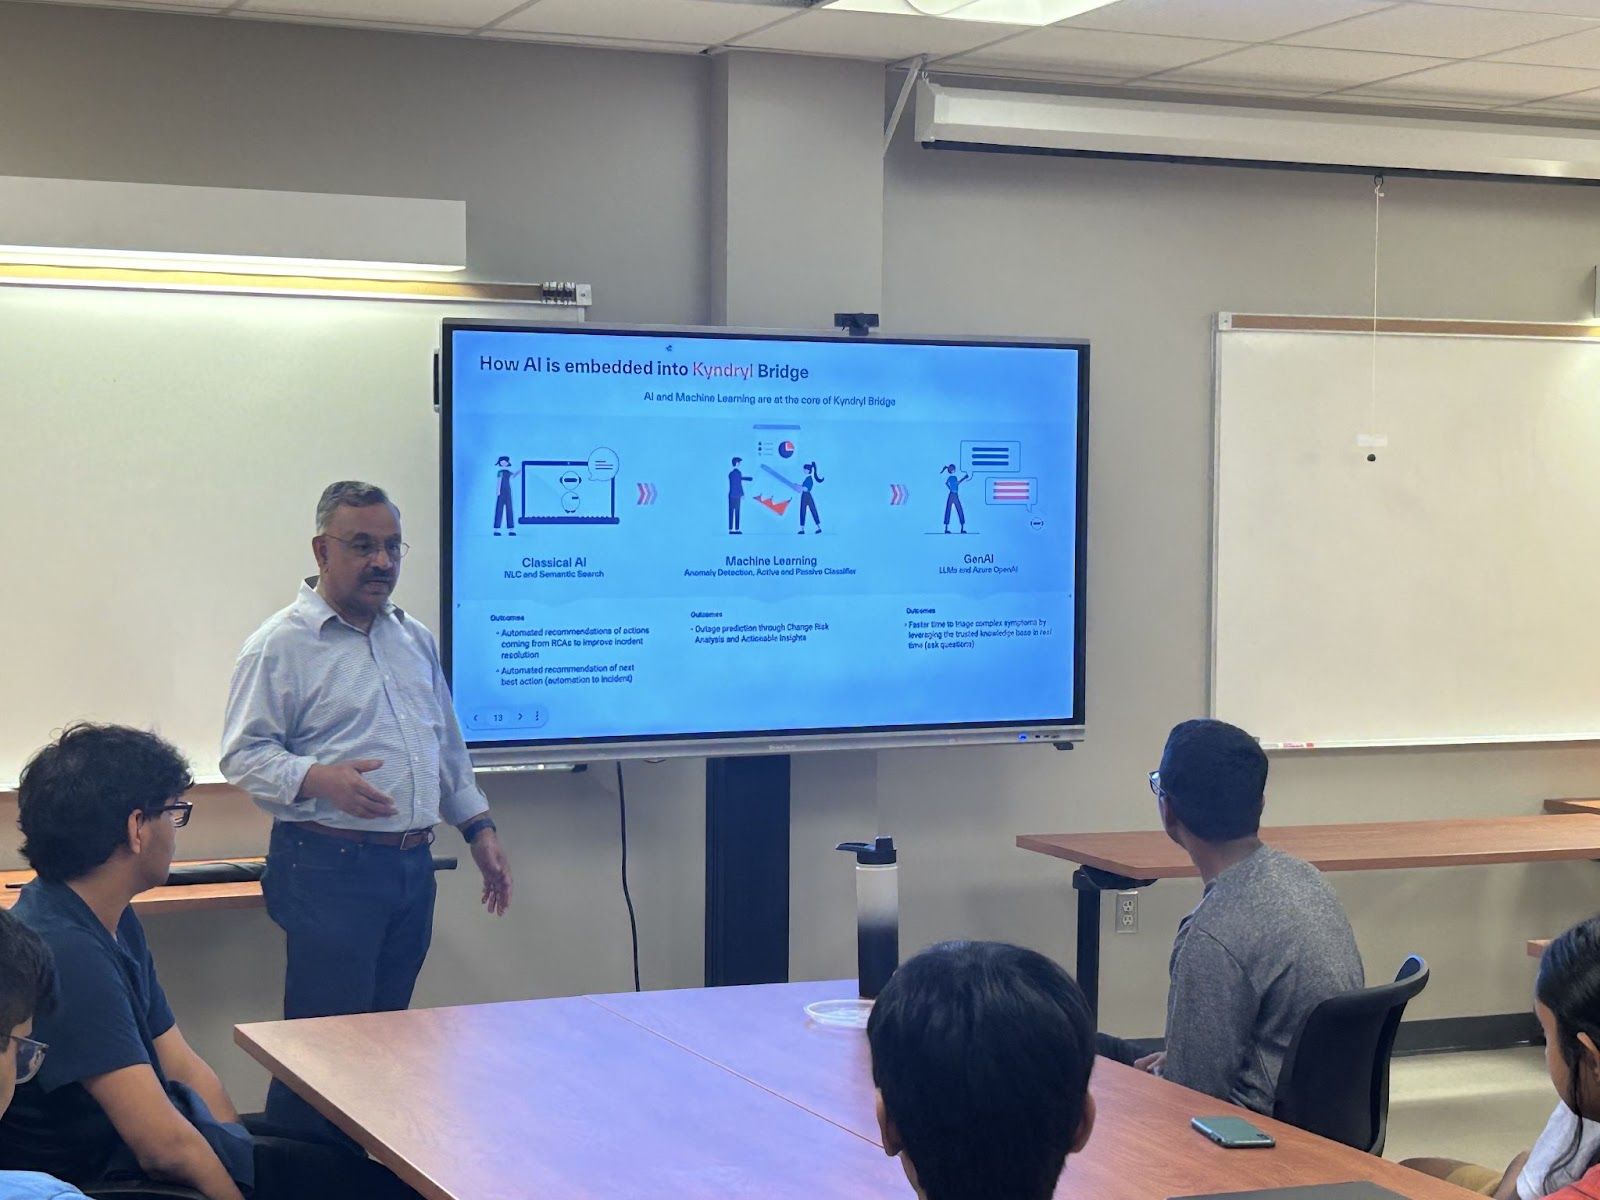 How AI is embedded into Kyndryl Bridge
AI and Machine Learning are at the core of Kyndryl Bridge
Classical AI
NLC and Semantic Search
Outcomes
• Automated recommendations of actions
coming from RCAs to improve incident
resolution
• Automated recommendation of next
best action (automation to incident)
Machine Learning
Anomaly Detection, Active and Passive Classifier
Outcomes
• Outage prediction through Change Risk
Analysis and Actionable Insights
GenAI
LLMs and Azure OpenAI
Outcomes
• Faster time to triage complex symptoms by
leveraging the trusted knowledge base in real
time (ask questions)
13